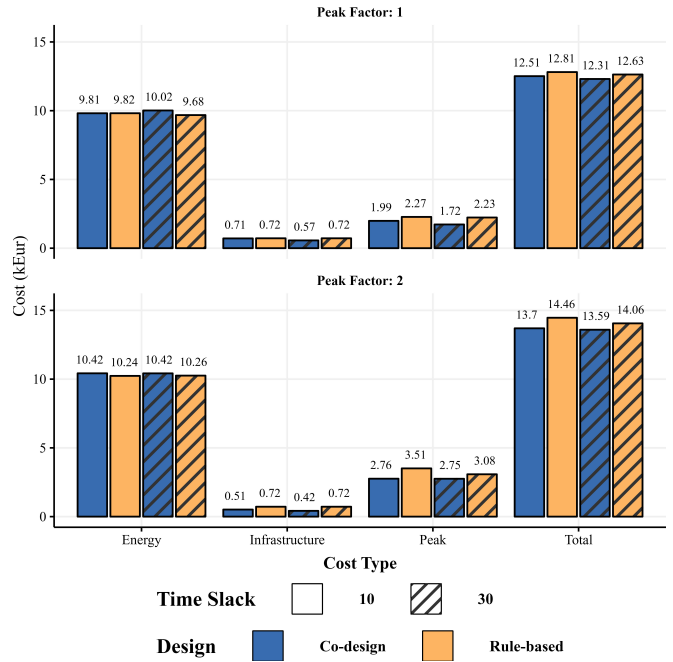 Peak Factor: 1
15
12.51 12.81 12.31 12.63
10
9.81 9.82 10.02 9.68
5
0.71 0.72 0.57 0.72
1.99 2.27 1.72 2.23
0
Cost (kEur)
Peak Factor: 2
15
13.7 14.46 13.59 14.06
10
10.42 10.24 10.42 10.26
5
0.51 0.72 0.42 0.72
2.76 3.51 2.75 3.08
0
Energy Infrastructure Peak Total
Cost Type
Time Slack 10 30
Design Co-design Rule-based